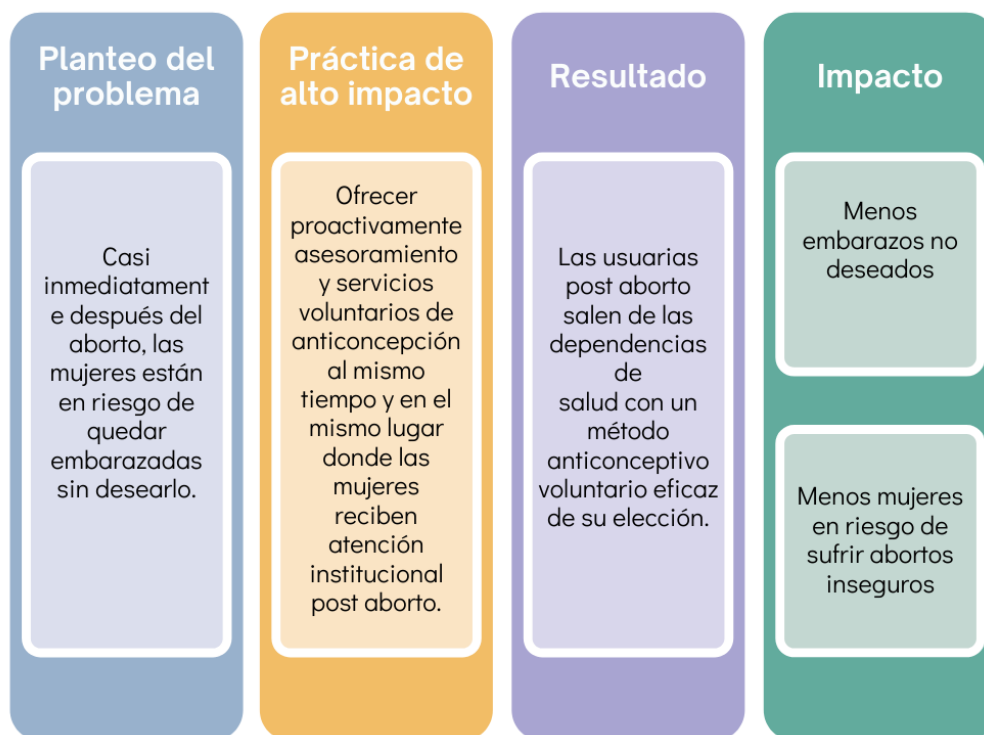 Planteo del
problema
Casi
inmediatament
e después del
aborto, las
mujeres están
en riesgo de
quedar
embarazadas
sin desearlo.
Práctica de
alto impacto
Ofrecer
proactivamente
asesoramiento
y servicios
voluntarios de
anticoncepción
al mismo
tiempo y en el
mismo lugar
donde las
mujeres
reciben
atención
institucional
post aborto.
Resultado
Las usuarias
post aborto
salen de las
dependencias
de
salud con un
método
anticonceptivo
voluntario eficaz
de su elección.
Impacto
Menos
embarazos no
deseados
Menos mujeres
en riesgo de
sufrir abortos
inseguros